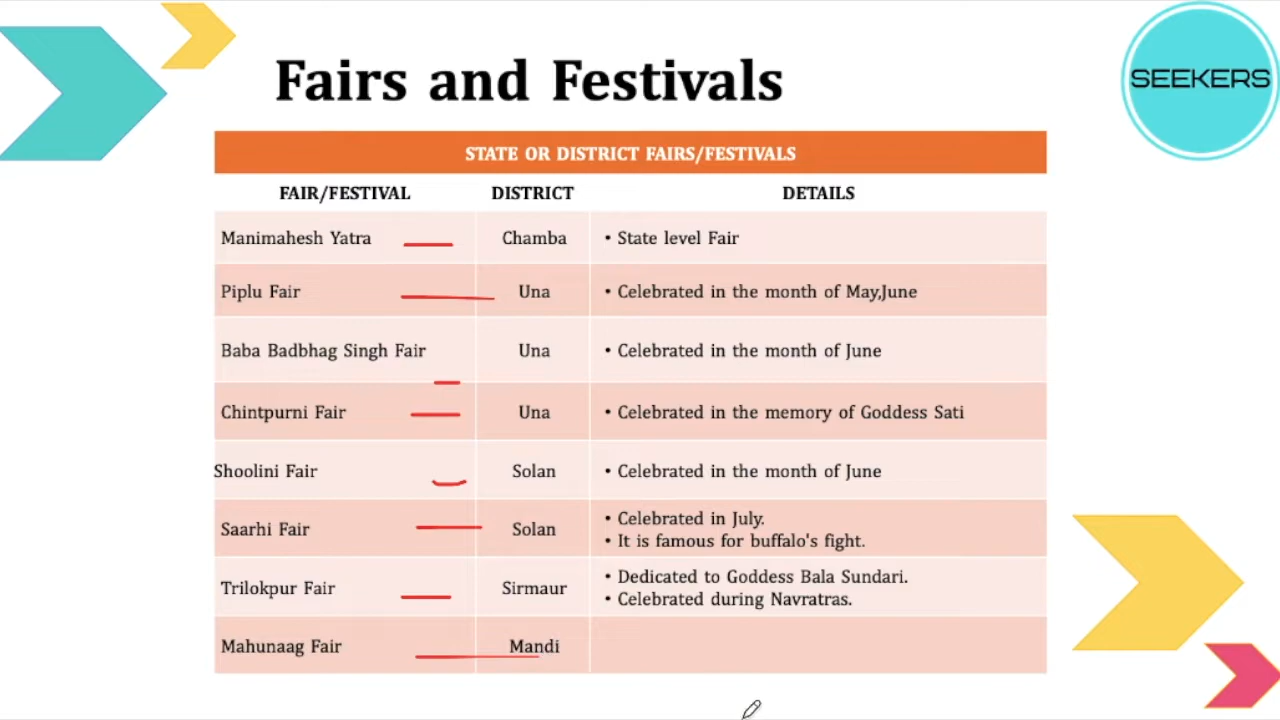 Fairs and Festivals
SEEKERS
STATE OR DISTRICT FAIRS/FESTIVALS
FAIR/FESTIVAL DISTRICT DETAILS
Manimahesh Yatra Chamba • State level Fair
Piplu Fair Una • Celebrated in the month of May,June
Baba Badbhag Singh Fair Una • Celebrated in the month of June
Chintpurni Fair Una • Celebrated in the memory of Goddess Sati
Shoolini Fair Solan • Celebrated in the month of June
Saarhi Fair Solan • Celebrated in July.
• It is famous for buffalo's fight.
Trilokpur Fair Sirmaur • Dedicated to Goddess Bala Sundari.
• Celebrated during Navratras.
Mahunaag Fair Mandi